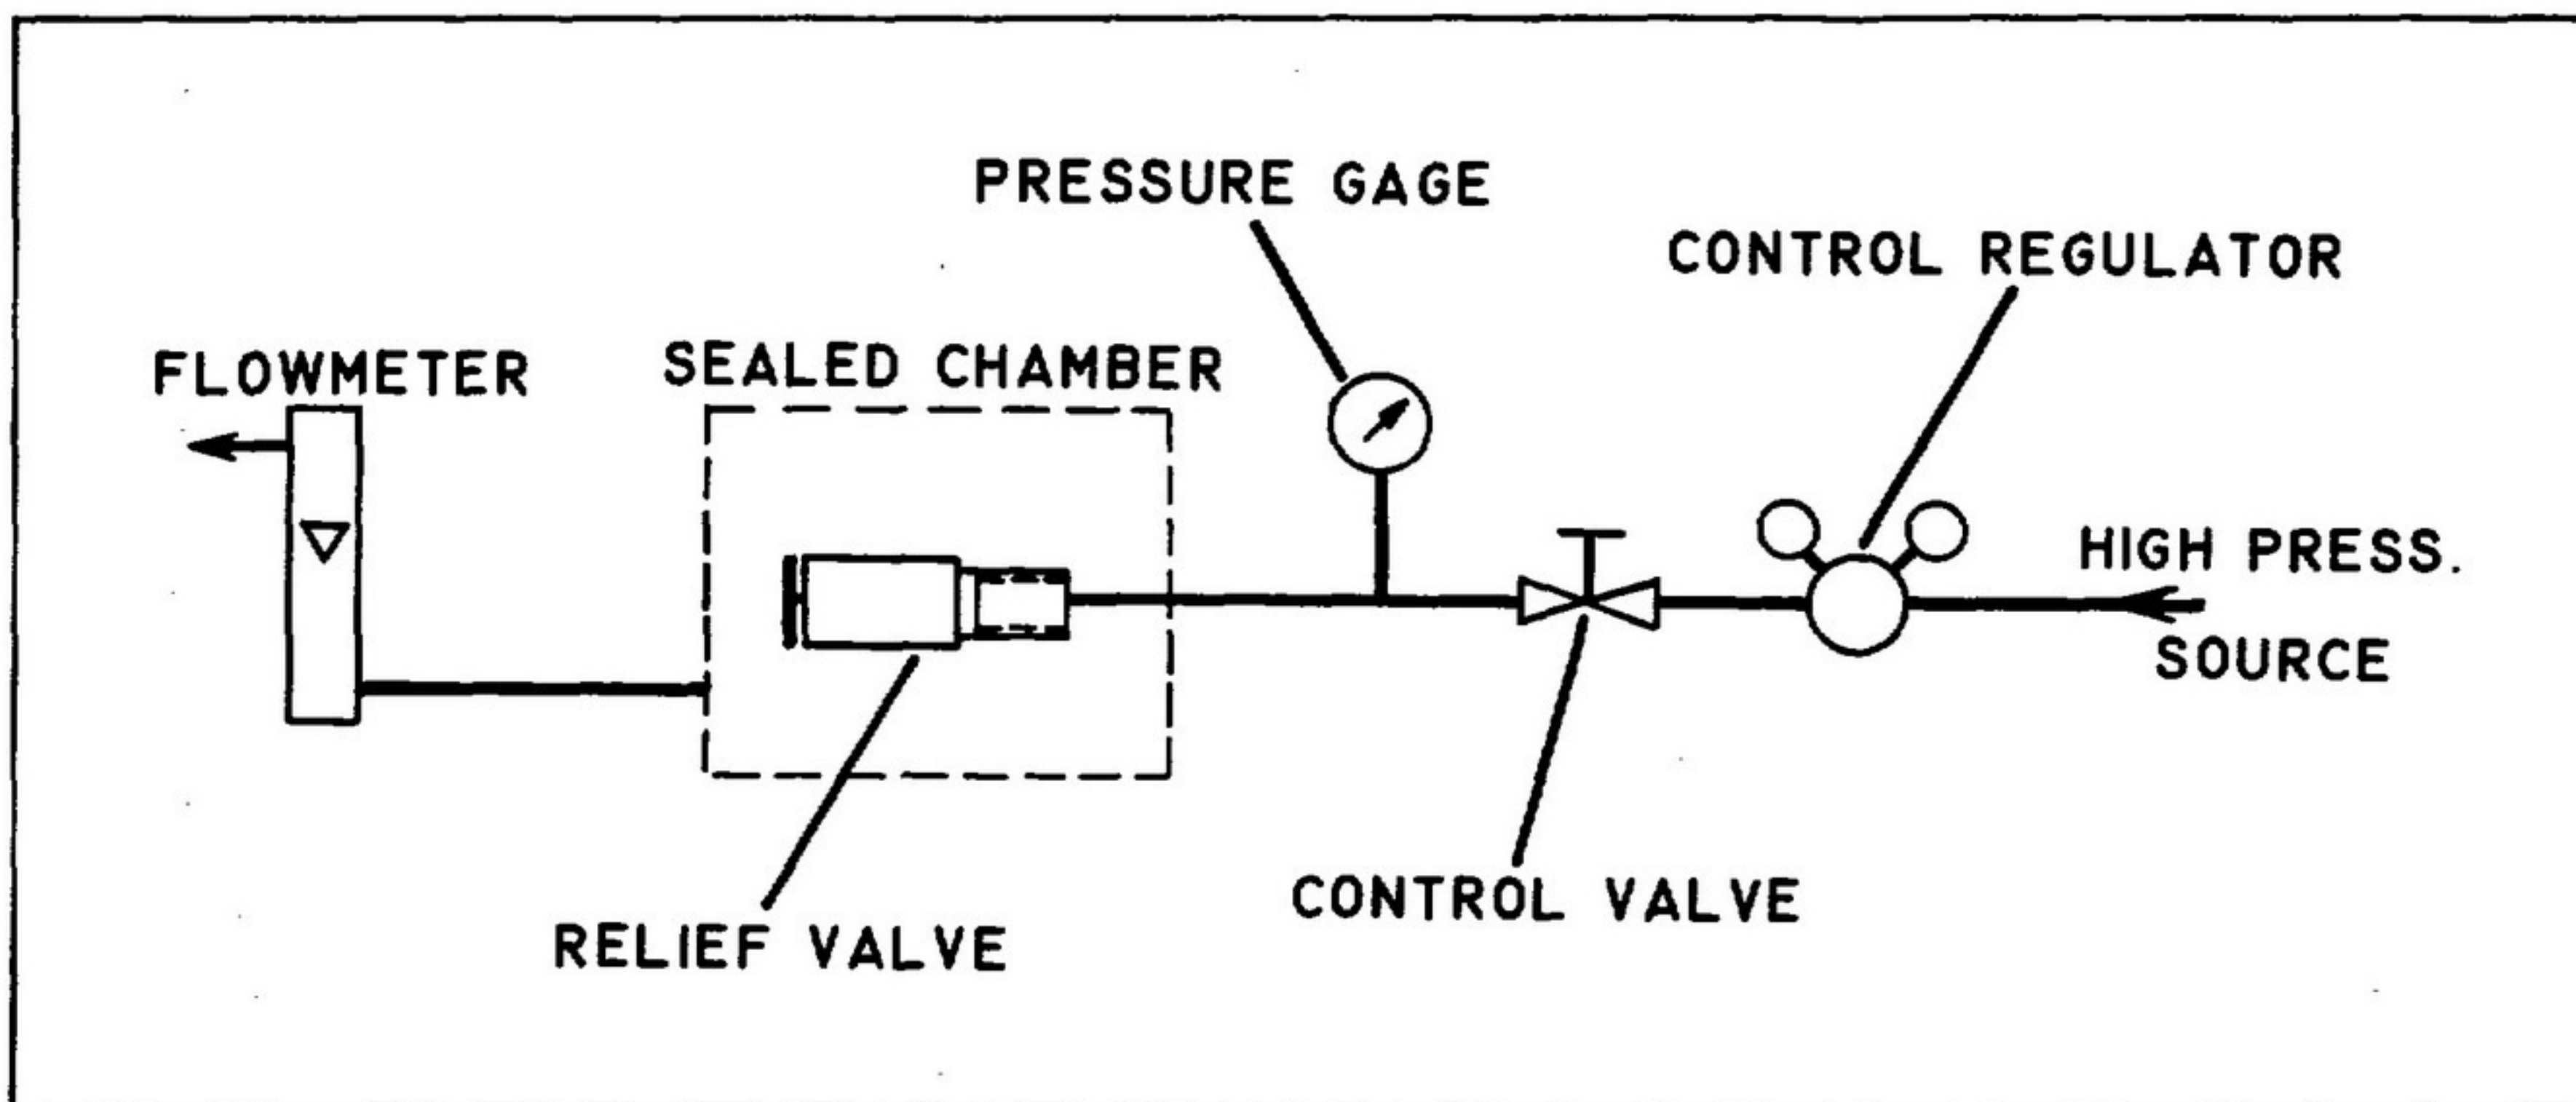 PRESSURE GAGE
CONTROL REGULATOR
FLOWMETER
SEALED CHAMBER
HIGH PRESS.
SOURCE
CONTROL VALVE
RELIEF VALVE